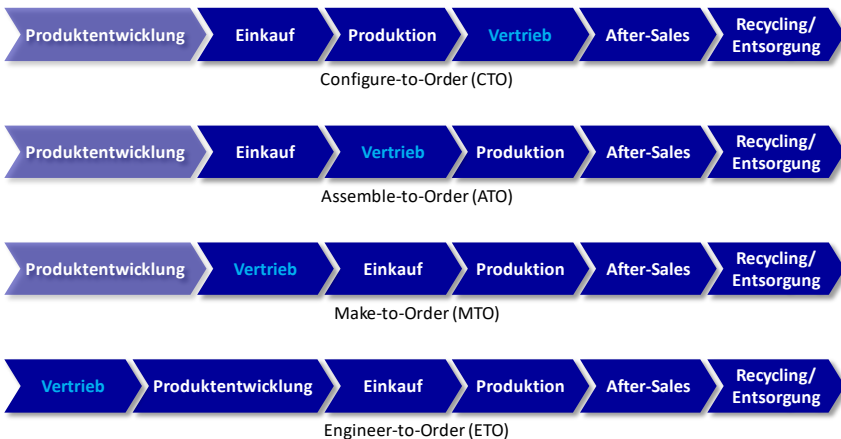 Produktentwicklung Einkauf Produktion Vertrieb After-Sales Recycling/
Entsorgung
Configure-to-Order (CTO)
Produktentwicklung Einkauf Vertrieb Produktion After-Sales Recycling/
Entsorgung
Assemble-to-Order (ATO)
Produktentwicklung Vertrieb Einkauf Produktion After-Sales Recycling/
Entsorgung
Make-to-Order (MTO)
Vertrieb Produktentwicklung Einkauf Produktion After-Sales Recycling/
Entsorgung
Engineer-to-Order (ETO)